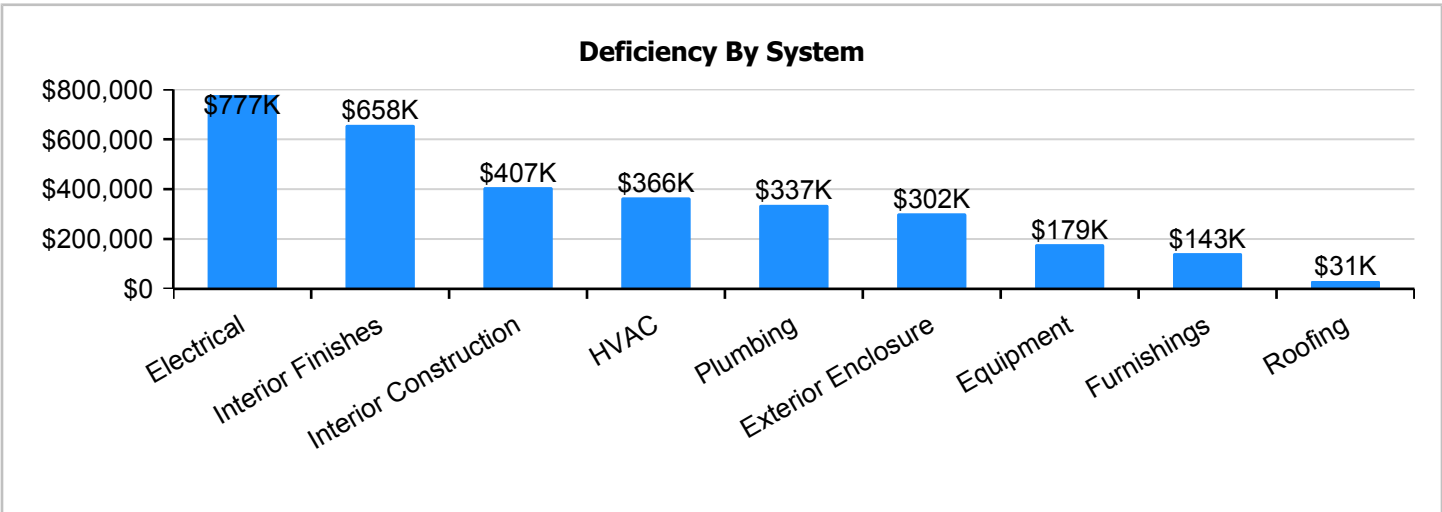 Deficiency By System
$800,000
$600,000
$400,000
$200,000
$0
$777K
$658K
$407K
$366K
$337K
$302K
$179K
$143K
$31K
Electrical
Interior Finishes
Interior Construction
HVAC
Plumbing
Exterior Enclosure
Equipment
Furnishings
Roofing